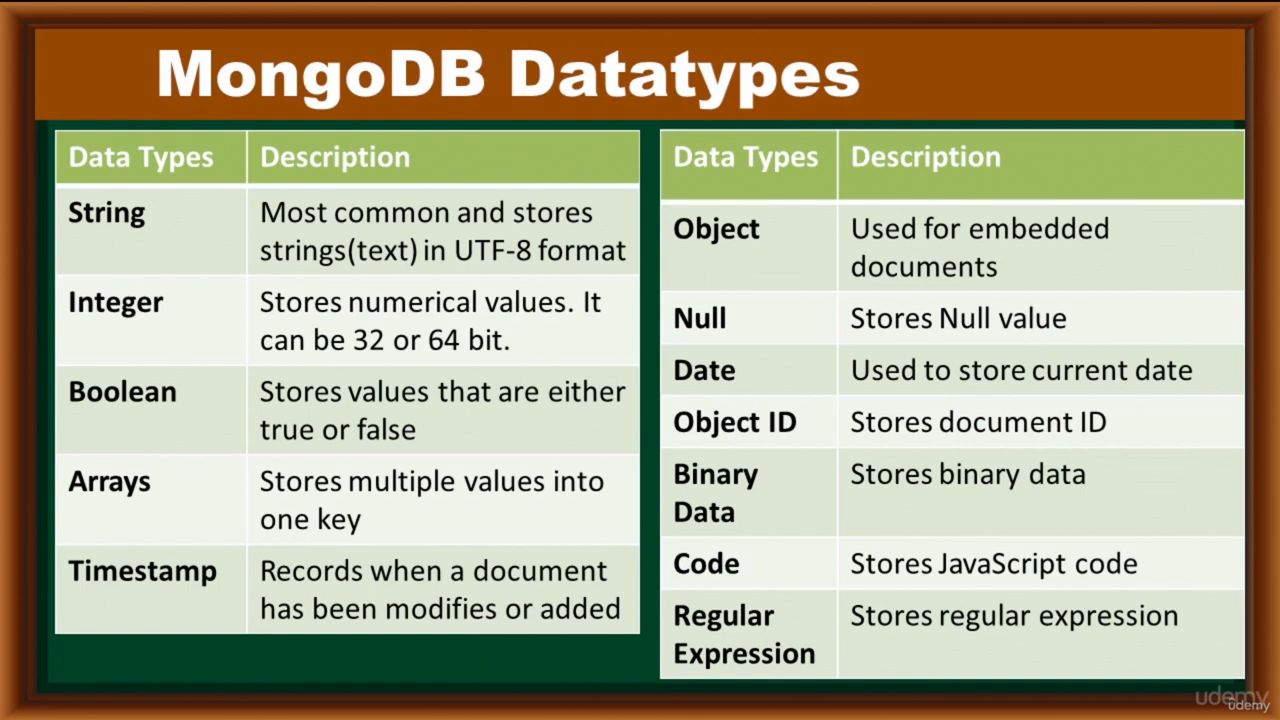 MongoDB Datatypes
Data Types Description
String Most common and stores
strings(text) in UTF-8 format
Integer Stores numerical values. It
can be 32 or 64 bit.
Boolean Stores values that are either
true or false
Arrays Stores multiple values into
one key
Timestamp Records when a document
has been modifies or added
Data Types Description
Object Used for embedded
documents
Null Stores Null value
Date Used to store current date
Object ID Stores document ID
Binary Stores binary data
Data
Code Stores JavaScript code
Regular Stores regular expression
Expression
udemy
ûdemy